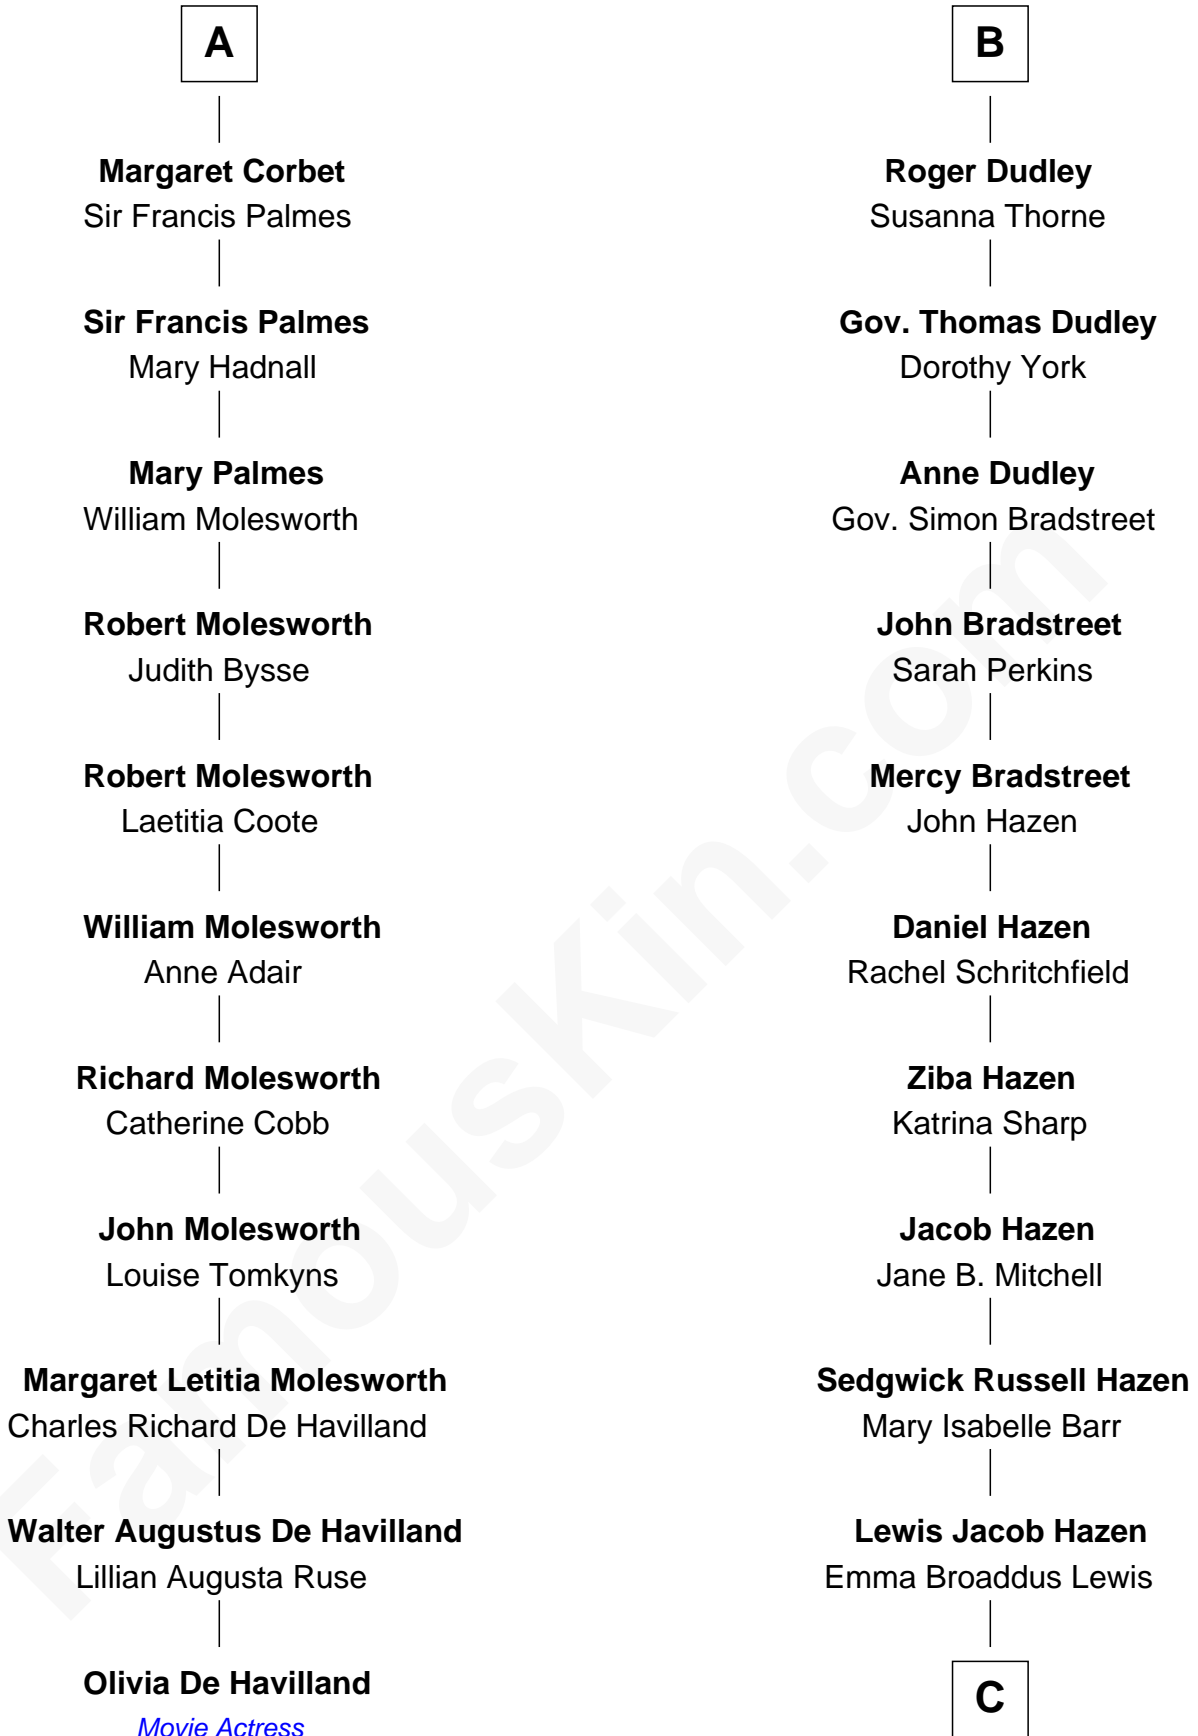 A
Margaret Corbet
Sir Francis Palmes
Sir Francis Palmes
Mary Hadnall
Mary Palmes
William Molesworth
Robert Molesworth
Judith Bysse
Robert Molesworth
Laetitia Coote
William Molesworth
Anne Adair
Richard Molesworth
Catherine Cobb
John Molesworth
Louise Tomkyns
Margaret Letitia Molesworth
Charles Richard De Havilland
Walter Augustus De Havilland
Lillian Augusta Ruse
Olivia De Havilland
Movie Actress
B
Roger Dudley
Susanna Thorne
Gov. Thomas Dudley
Dorothy York
Anne Dudley
Gov. Simon Bradstreet
John Bradstreet
Sarah Perkins
Mercy Bradstreet
John Hazen
Daniel Hazen
Rachel Schritchfield
Ziba Hazen
Katrina Sharp
Jacob Hazen
Jane B. Mitchell
Sedgwick Russell Hazen
Mary Isabelle Barr
Lewis Jacob Hazen
Emma Broaddus Lewis
C
FamousKin.com